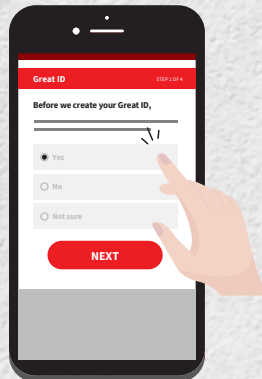 Great ID
STEP 1 OF 4
Before we create your Great ID,
Yes
No
Not sure
NEXT